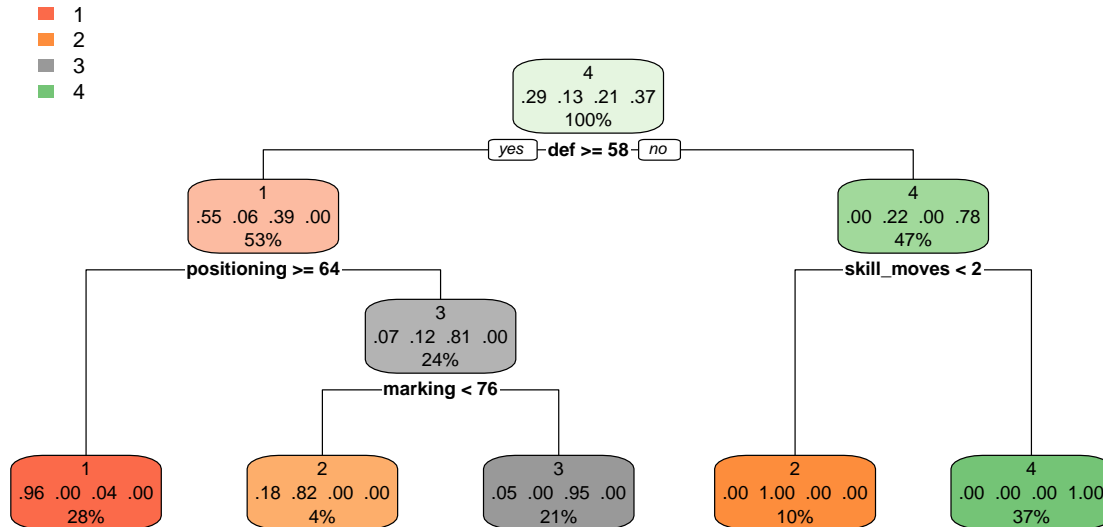 1
2
3
4
4
.29 .13 .21 .37
100%
yes def >= 58 no
1
.55 .06 .39 .00
53%
4
.00 .22 .00 .78
47%
positioning >= 64
skill_moves < 2
3
.07 .12 .81 .00
24%
marking < 76
1
.96 .00 .04 .00
28%
2
.18 .82 .00 .00
4%
3
.05 .00 .95 .00
21%
2
.00 1.00 .00 .00
10%
4
.00 .00 .00 1.00
37%